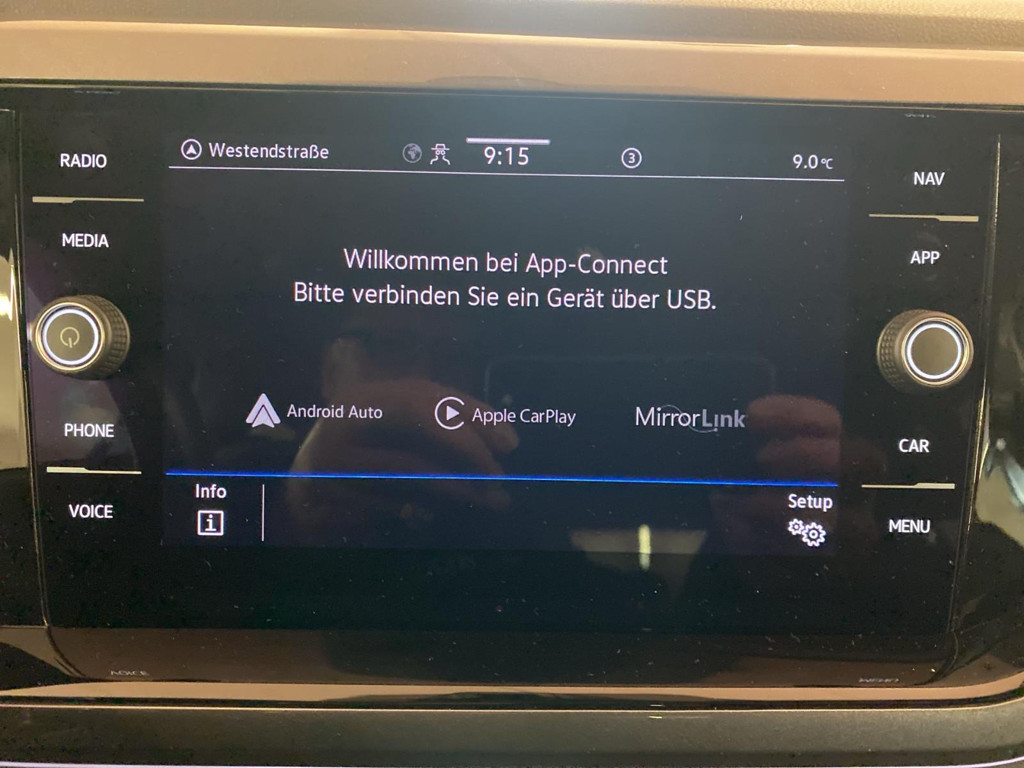 RADIO
MEDIA
PHONE
VOICE
Westendstraße
9:15
3
9.0°C
Willkommen bei App-Connect
Bitte verbinden Sie ein Gerät über USB.
Android Auto
Apple CarPlay
MirrorLink
Info
i
Setup
NAV
APP
CAR
MENU